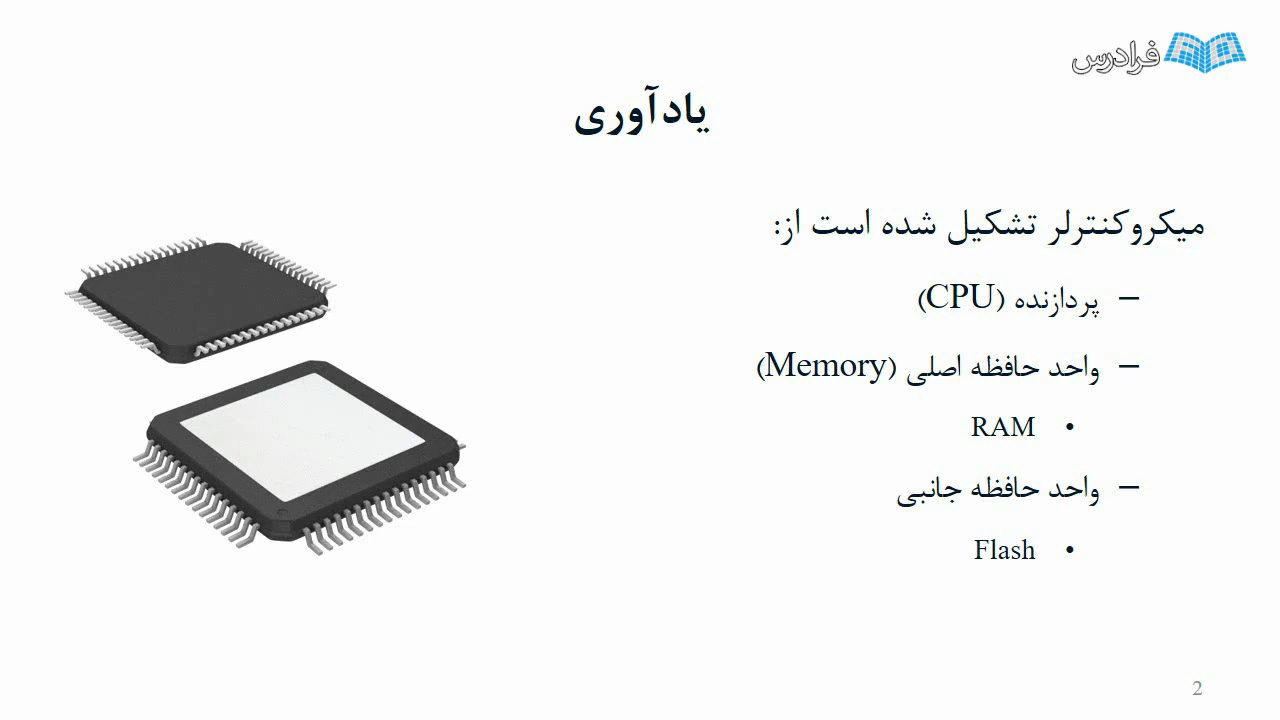 فرادرس
یادآوری
میکروکنترلر تشکیل شده است از:
– پردازنده (CPU)
– واحد حافظه اصلی (Memory)
• RAM
– واحد حافظه جانبی
• Flash
2